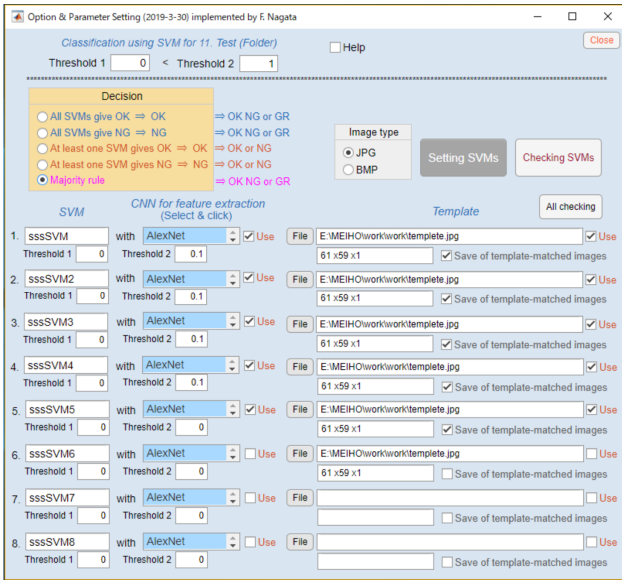 Option & Parameter Setting (2019-3-30) implemented by F. Nagata
Close
Classification using SVM for 11. Test (Folder)
Help
Threshold 1 0 < Threshold 2 1
Decision
All SVMs give OK ⇒ OK ⇒ OK NG or GR
All SVMs give NG ⇒ NG ⇒ OK NG or GR
At least one SVM gives OK ⇒ OK ⇒ OK or NG
At least one SVM gives NG ⇒ NG ⇒ OK or NG
Majority rule ⇒ OK NG or GR
Image type
JPG
BMP
Setting SVMs
Checking SVMs
SVM
CNN for feature extraction
(Select & click)
Template
All checking
1. sssSVM with AlexNet Use File E:\MEIHO\work\work\templete.jpg Use
Threshold 1 0 Threshold 2 0.1 61 x59 x1 Save of template-matched images
2. sssSVM2 with AlexNet Use File E:\MEIHO\work\work\templete.jpg Use
Threshold 1 0 Threshold 2 0.1 61 x59 x1 Save of template-matched images
3. sssSVM3 with AlexNet Use File E:\MEIHO\work\work\templete.jpg Use
Threshold 1 0 Threshold 2 0.1 61 x59 x1 Save of template-matched images
4. sssSVM4 with AlexNet Use File E:\MEIHO\work\work\templete.jpg Use
Threshold 1 0 Threshold 2 0.1 61 x59 x1 Save of template-matched images
5. sssSVM5 with AlexNet Use File E:\MEIHO\work\work\templete.jpg Use
Threshold 1 0 Threshold 2 0 61 x59 x1 Save of template-matched images
6. sssSVM6 with AlexNet Use File E:\MEIHO\work\work\templete.jpg Use
Threshold 1 0 Threshold 2 0 61 x59 x1 Save of template-matched images
7. sssSVM7 with AlexNet Use File Use
Threshold 1 0 Threshold 2 0 Save of template-matched images
8. sssSVM8 with AlexNet Use File Use
Threshold 1 0 Threshold 2 0 Save of template-matched images